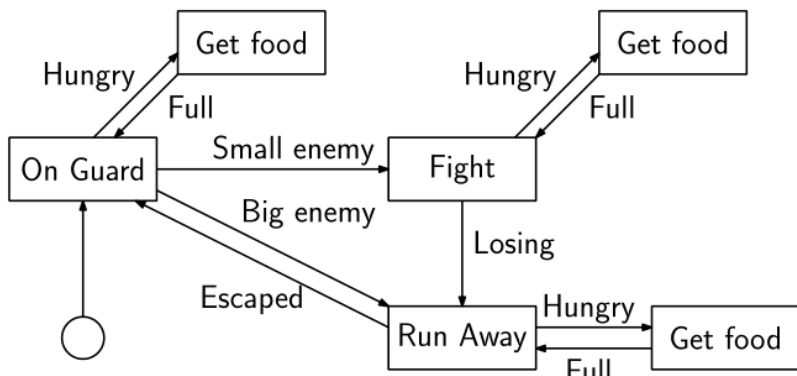 Get food
Get food
Hungry
Hungry
Full
Full
On Guard
Small enemy
Fight
Big enemy
Losing
Escaped
Hungry
Run Away
Get food
Full